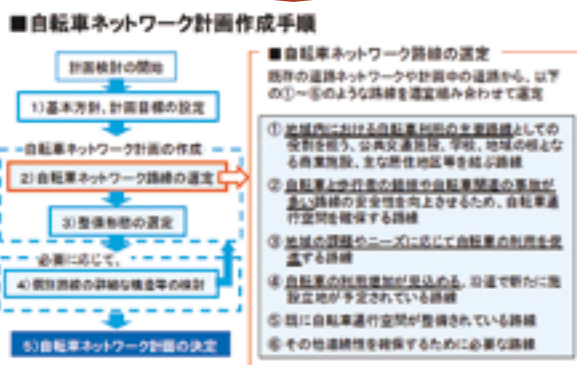 ■自転車ネットワーク計画作成手順
計画検討の開始
1)基本方針、計画目標の設定
自転車ネットワーク計画の作成
2)自転車ネットワーク路線の選定
3)整備形態の選定
必要に応じて、
4)個別路線の詳細な構造等の検討
5)自転車ネットワーク計画の決定
■自転車ネットワーク路線の選定
既存の道路ネットワークや計画中の道路から、以下
の①～⑥のような路線を適宜組み合わせて選定
①地域内における自転車利用の主要路線としての
役割を担う、公共交通施設、学校、地域の核とな
る商業施設、主な居住地区等を結ぶ路線
②自転車と歩行者の錯綜や自転車関連の事故が
多い路線の安全性を向上させるため、自転車通
行空間を確保する路線
③地域の課題やニーズに応じて自転車の利用を促
進する路線
④自転車の利用増加が見込める、沿道で新たに施
設立地が予定されている路線
⑤既に自転車通行空間が整備されている路線
⑥その他連続性を確保するために必要な路線